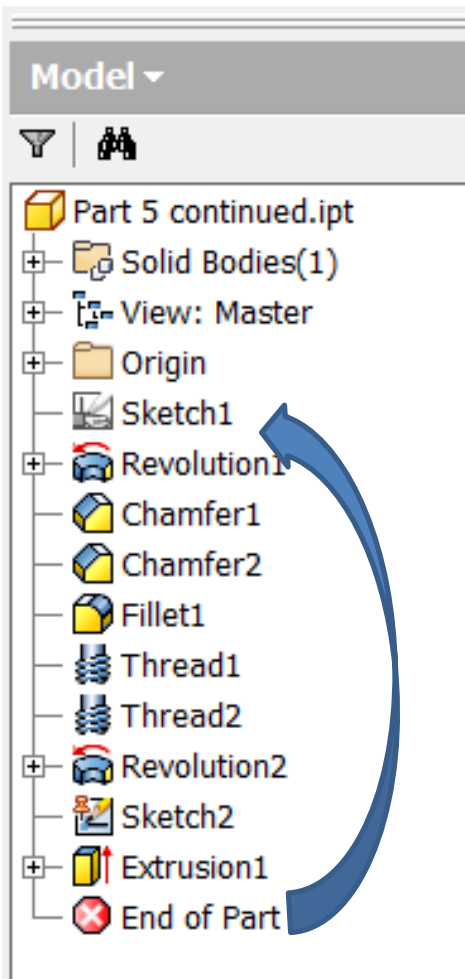 Model
Part 5 continued.ipt
Solid Bodies(1)
View: Master
Origin
Sketch1
Revolution1
Chamfer1
Chamfer2
Fillet1
Thread1
Thread2
Revolution2
Sketch2
Extrusion1
End of Part